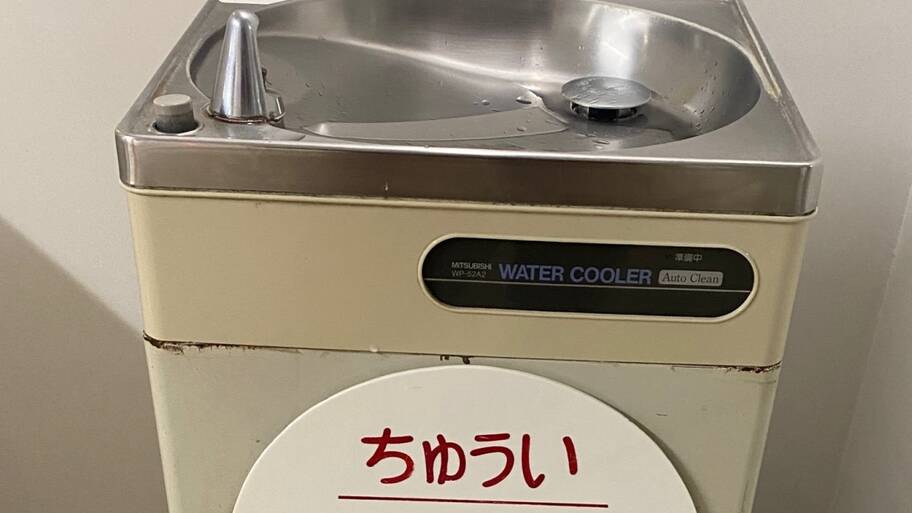 準備中
MITSUBISHI
WP-52A2
WATER COOLER
Auto Clean
ちゅうい